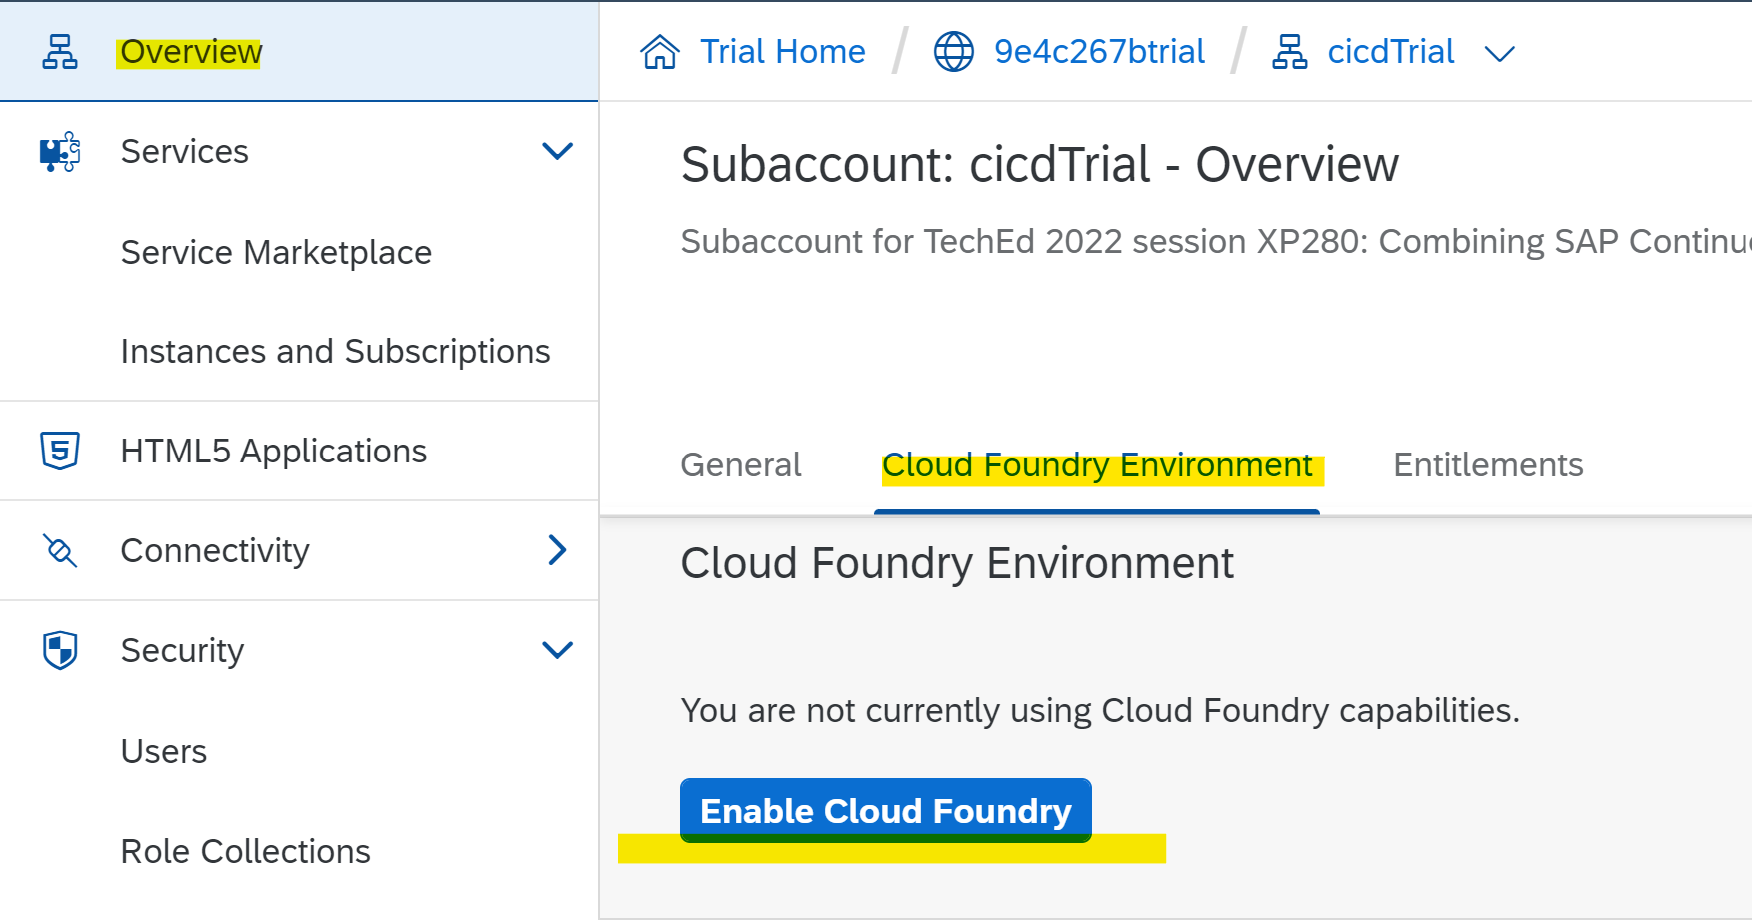 Overview
Services
Service Marketplace
Instances and Subscriptions
HTML5 Applications
Connectivity
Security
Users
Role Collections
Trial Home / 9e4c267btrial / cicdTrial
Subaccount: cicdTrial - Overview
Subaccount for TechEd 2022 session XP280: Combining SAP Continu
General Cloud Foundry Environment Entitlements
Cloud Foundry Environment
You are not currently using Cloud Foundry capabilities.
Enable Cloud Foundry